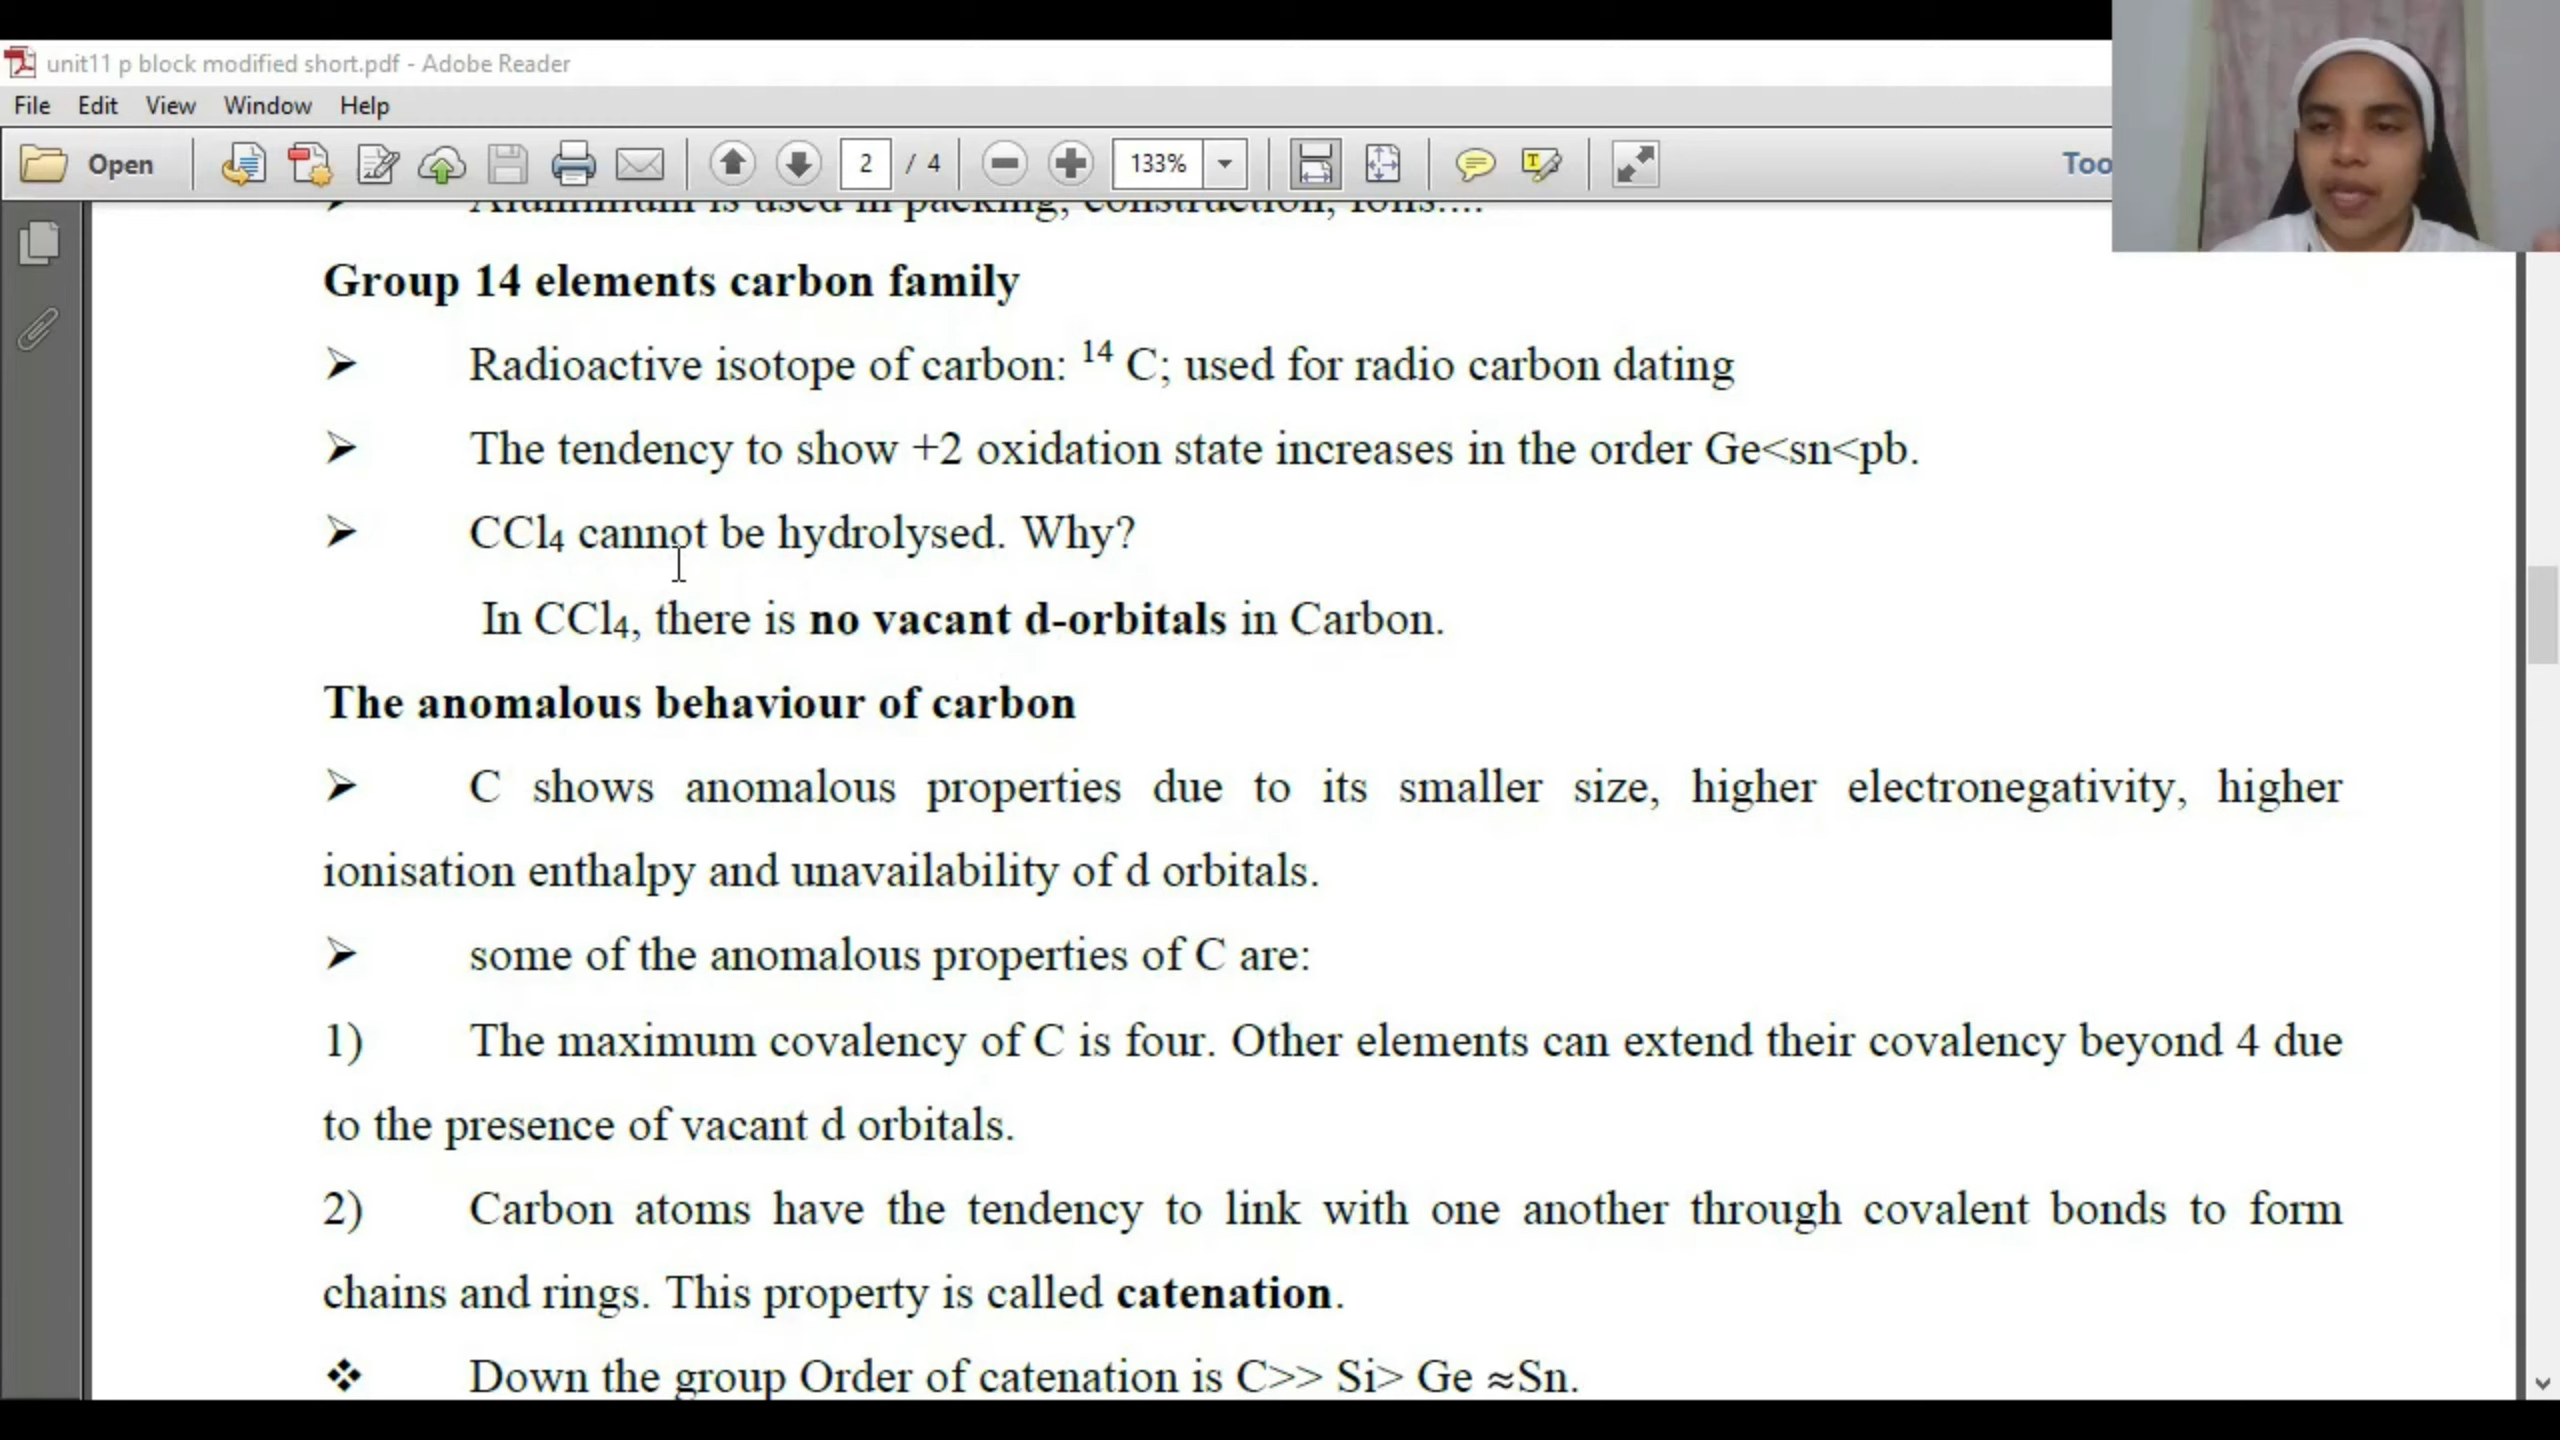 unit11 p block modified short.pdf - Adobe Reader
File Edit View Window Help
Open 2 / 4 133% Too
Aluminium is used in packing, construction, foils....
Group 14 elements carbon family
➤ Radioactive isotope of carbon: ¹⁴ C; used for radio carbon dating
➤ The tendency to show +2 oxidation state increases in the order Ge<sn<pb.
➤ CCl₄ cannot be hydrolysed. Why?
In CCl₄, there is no vacant d-orbitals in Carbon.
The anomalous behaviour of carbon
➤ C shows anomalous properties due to its smaller size, higher electronegativity, higher
ionisation enthalpy and unavailability of d orbitals.
➤ some of the anomalous properties of C are:
1) The maximum covalency of C is four. Other elements can extend their covalency beyond 4 due
to the presence of vacant d orbitals.
2) Carbon atoms have the tendency to link with one another through covalent bonds to form
chains and rings. This property is called catenation.
❖ Down the group Order of catenation is C>> Si> Ge ≈Sn.